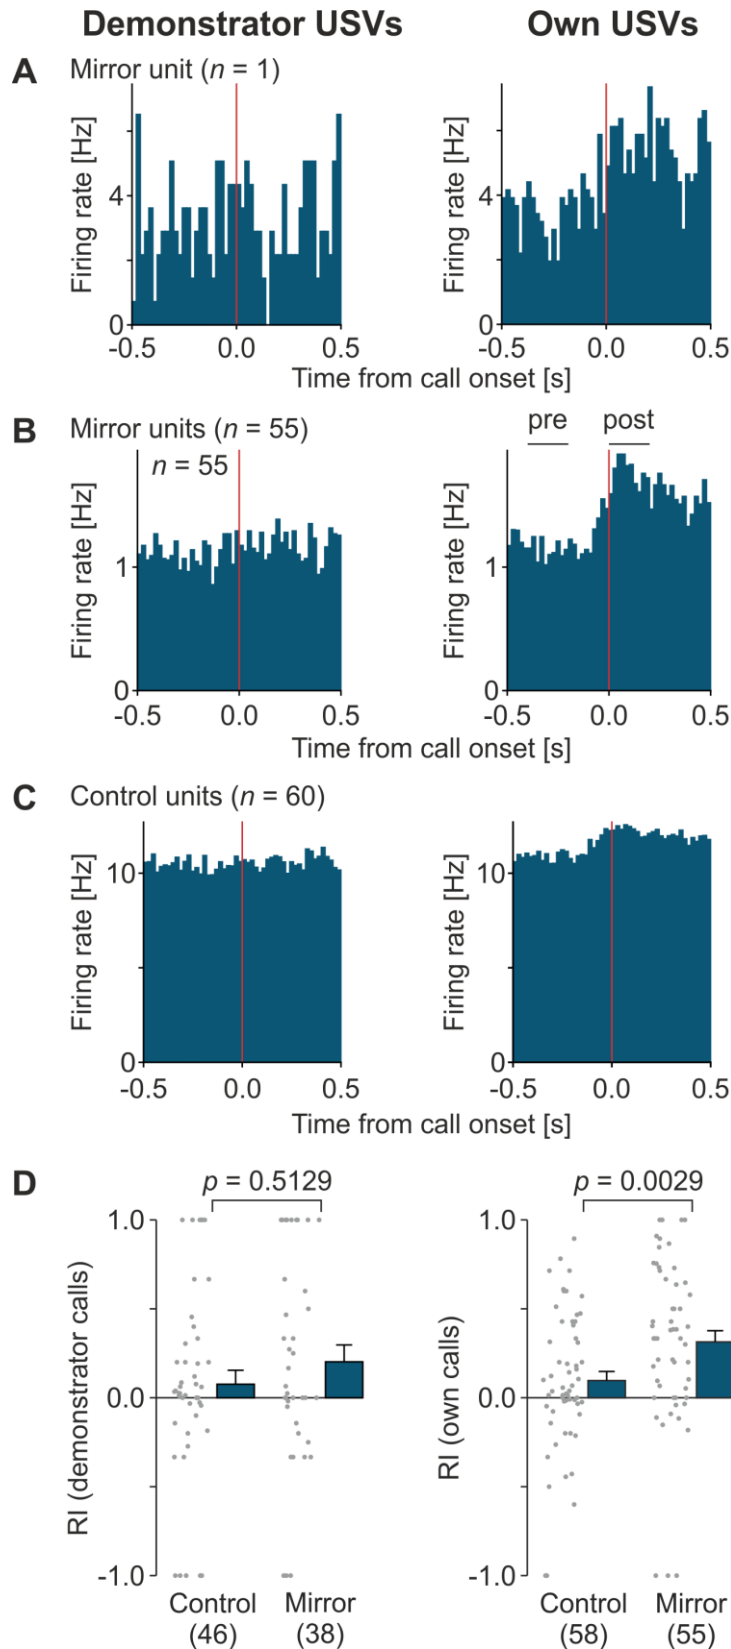 Demonstrator USVs
Own USVs
A
Mirror unit (n = 1)
Firing rate [Hz]
4
0
-0.5
0.0
0.5
Firing rate [Hz]
4
0
-0.5
0.0
0.5
Time from call onset [s]
B
Mirror units (n = 55)
n = 55
pre
post
Firing rate [Hz]
1
0
-0.5
0.0
0.5
Firing rate [Hz]
1
0
-0.5
0.0
0.5
Time from call onset [s]
C
Control units (n = 60)
Firing rate [Hz]
10
0
-0.5
0.0
0.5
Firing rate [Hz]
10
0
-0.5
0.0
0.5
Time from call onset [s]
D
p = 0.5129
RI (demonstrator calls)
1.0
0.0
-1.0
Control
(46)
Mirror
(38)
p = 0.0029
RI (own calls)
1.0
0.0
-1.0
Control
(58)
Mirror
(55)